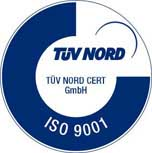 TÜV NORD
TÜV NORD CERT
GmbH
ISO 9001